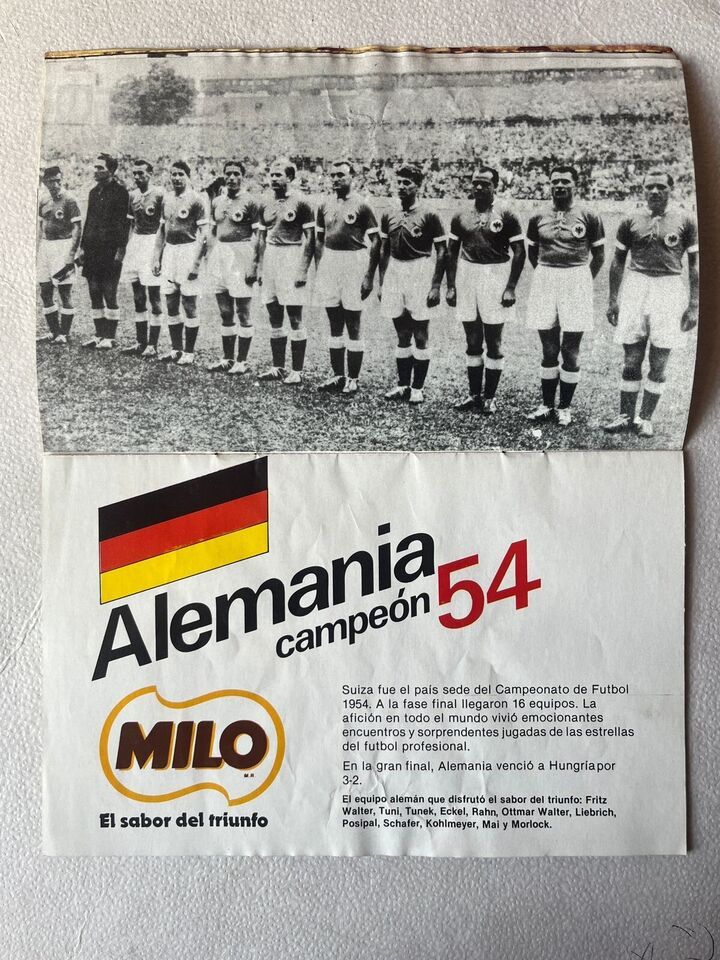 Alemania
campeón 54
MILO
M.R
El sabor del triunfo
Suiza fue el país sede del Campeonato de Futbol
1954. A la fase final llegaron 16 equipos. La
afición en todo el mundo vivió emocionantes
encuentros y sorprendentes jugadas de las estrellas
del futbol profesional.
En la gran final, Alemania venció a Hungría por
3-2.
El equipo alemán que disfrutó el sabor del triunfo: Fritz
Walter, Tuni, Tunek, Eckel, Rahn, Ottmar Walter, Liebrich,
Posipal, Schafer, Kohlmeyer, Mai y Morlock.